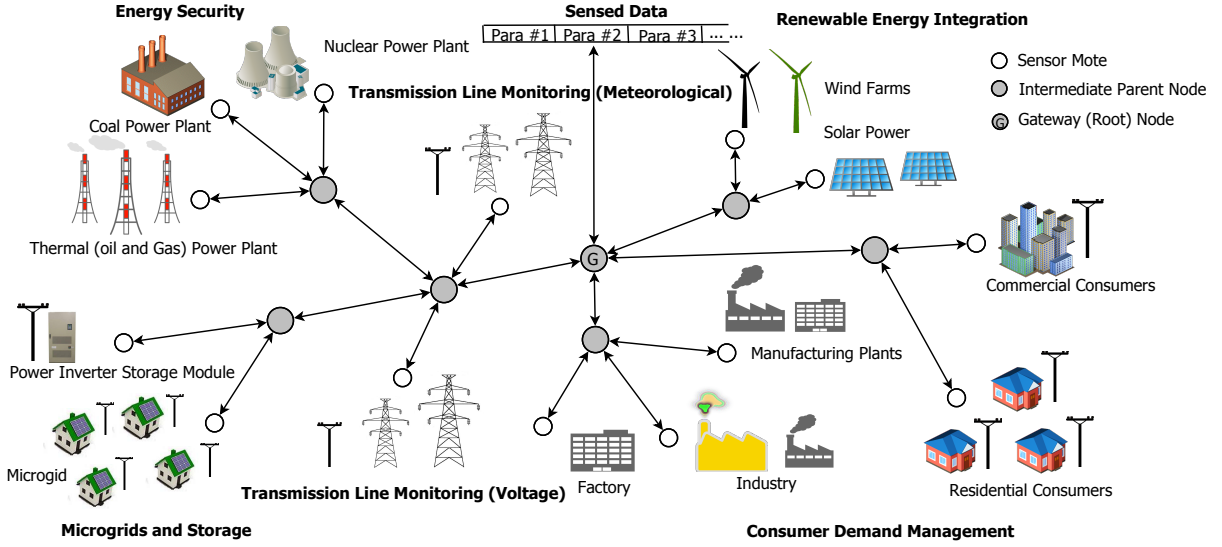 Energy Security
Sensed Data
Renewable Energy Integration
Para #1 Para #2 Para #3 ... ...
Nuclear Power Plant
Sensor Mote
Transmission Line Monitoring (Meteorological)
Wind Farms
Intermediate Parent Node
Coal Power Plant
Solar Power
G Gateway (Root) Node
Thermal (oil and Gas) Power Plant
G
Commercial Consumers
Power Inverter Storage Module
Manufacturing Plants
Microgid
Transmission Line Monitoring (Voltage)
Factory
Industry
Residential Consumers
Microgrids and Storage
Consumer Demand Management